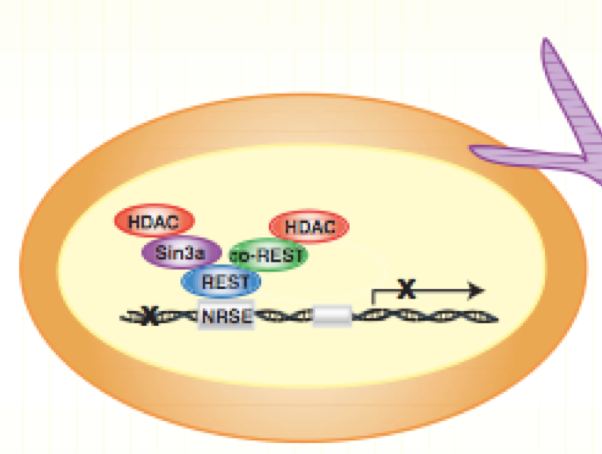 HDAC
HDAC
Sin3a
co-REST
REST
X
X
NRSE